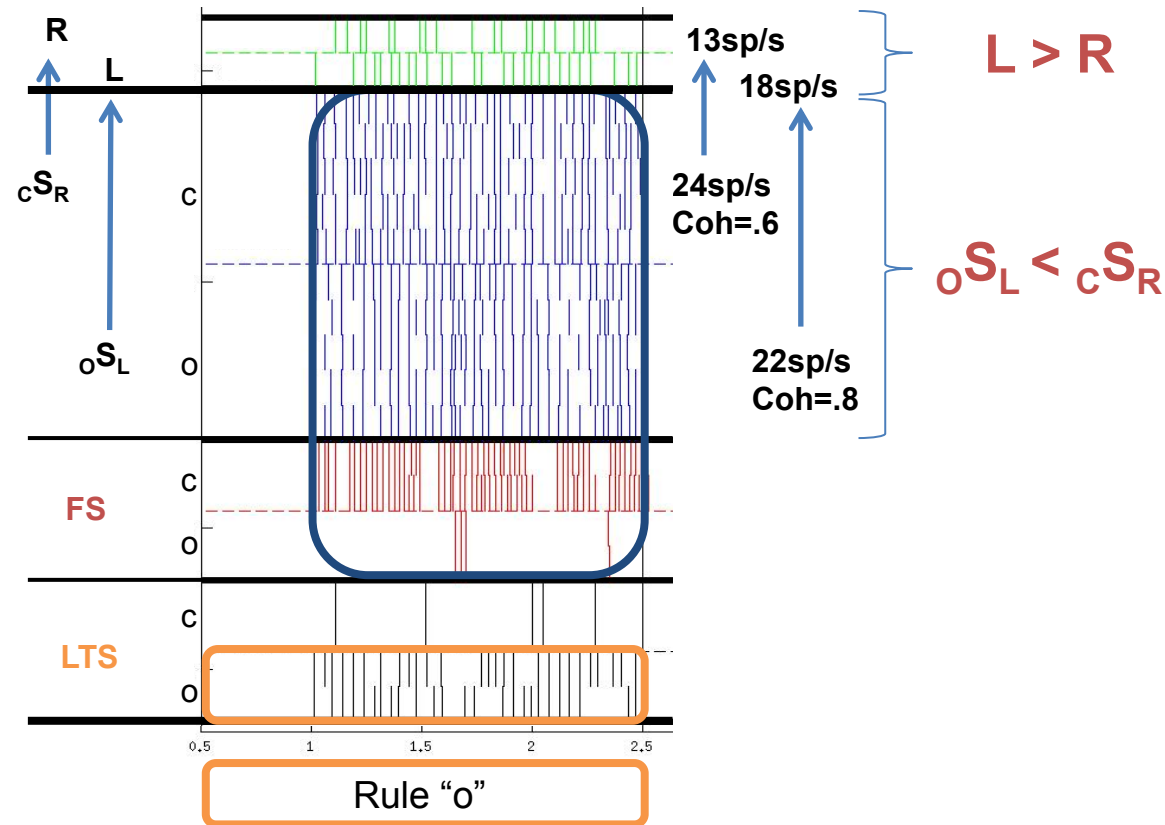 R
L
cSR
oSL
C
O
FS
C
O
LTS
C
O
0.5 1 1.5 2 2.5
Rule “o”
13sp/s
18sp/s
24sp/s
Coh=.6
22sp/s
Coh=.8
L > R
OSL < CSR